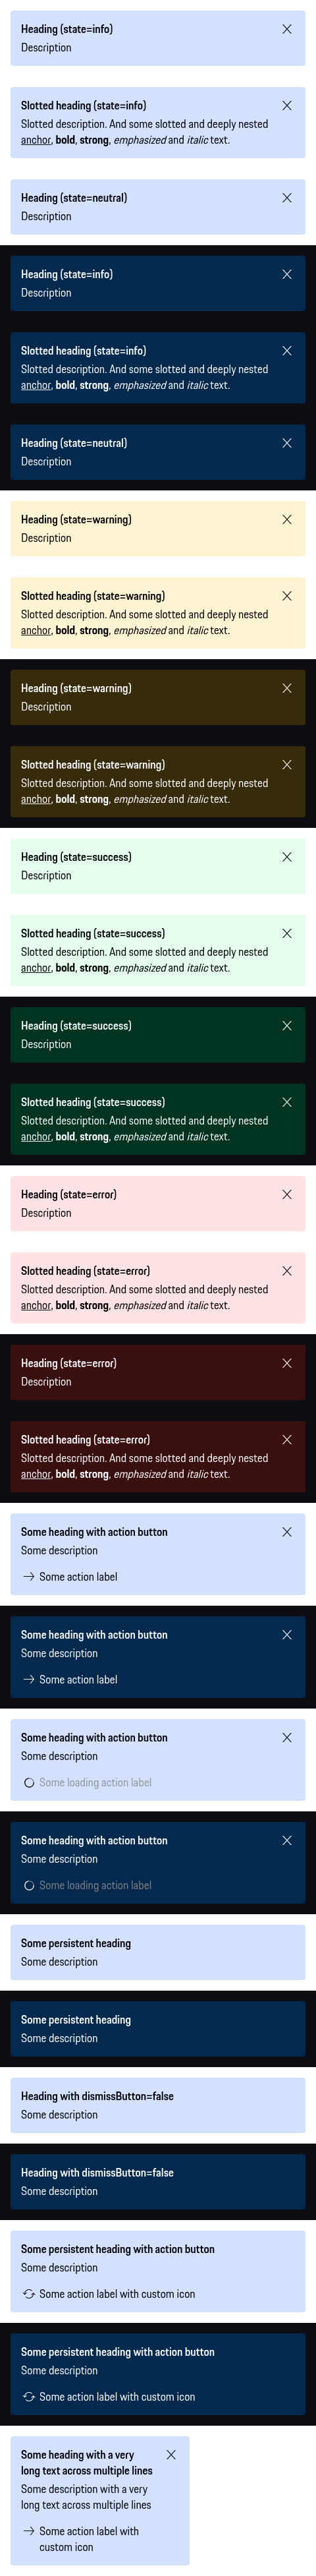 Heading (state=info)
Description
Slotted heading (state=info)
Slotted description. And some slotted and deeply nested
anchor, bold, strong, emphasized and italic text.
Heading (state=neutral)
Description
Heading (state=info)
Description
Slotted heading (state=info)
Slotted description. And some slotted and deeply nested
anchor, bold, strong, emphasized and italic text.
Heading (state=neutral)
Description
Heading (state=warning)
Description
Slotted heading (state=warning)
Slotted description. And some slotted and deeply nested
anchor, bold, strong, emphasized and italic text.
Heading (state=warning)
Description
Slotted heading (state=warning)
Slotted description. And some slotted and deeply nested
anchor, bold, strong, emphasized and italic text.
Heading (state=success)
Description
Slotted heading (state=success)
Slotted description. And some slotted and deeply nested
anchor, bold, strong, emphasized and italic text.
Heading (state=success)
Description
Slotted heading (state=success)
Slotted description. And some slotted and deeply nested
anchor, bold, strong, emphasized and italic text.
Heading (state=error)
Description
Slotted heading (state=error)
Slotted description. And some slotted and deeply nested
anchor, bold, strong, emphasized and italic text.
Heading (state=error)
Description
Slotted heading (state=error)
Slotted description. And some slotted and deeply nested
anchor, bold, strong, emphasized and italic text.
Some heading with action button
Some description
Some action label
Some heading with action button
Some description
Some action label
Some heading with action button
Some description
Some loading action label
Some heading with action button
Some description
Some loading action label
Some persistent heading
Some description
Some persistent heading
Some description
Heading with dismissButton=false
Some description
Heading with dismissButton=false
Some description
Some persistent heading with action button
Some description
Some action label with custom icon
Some persistent heading with action button
Some description
Some action label with custom icon
Some heading with a very
long text across multiple lines
Some description with a very
long text across multiple lines
Some action label with
custom icon